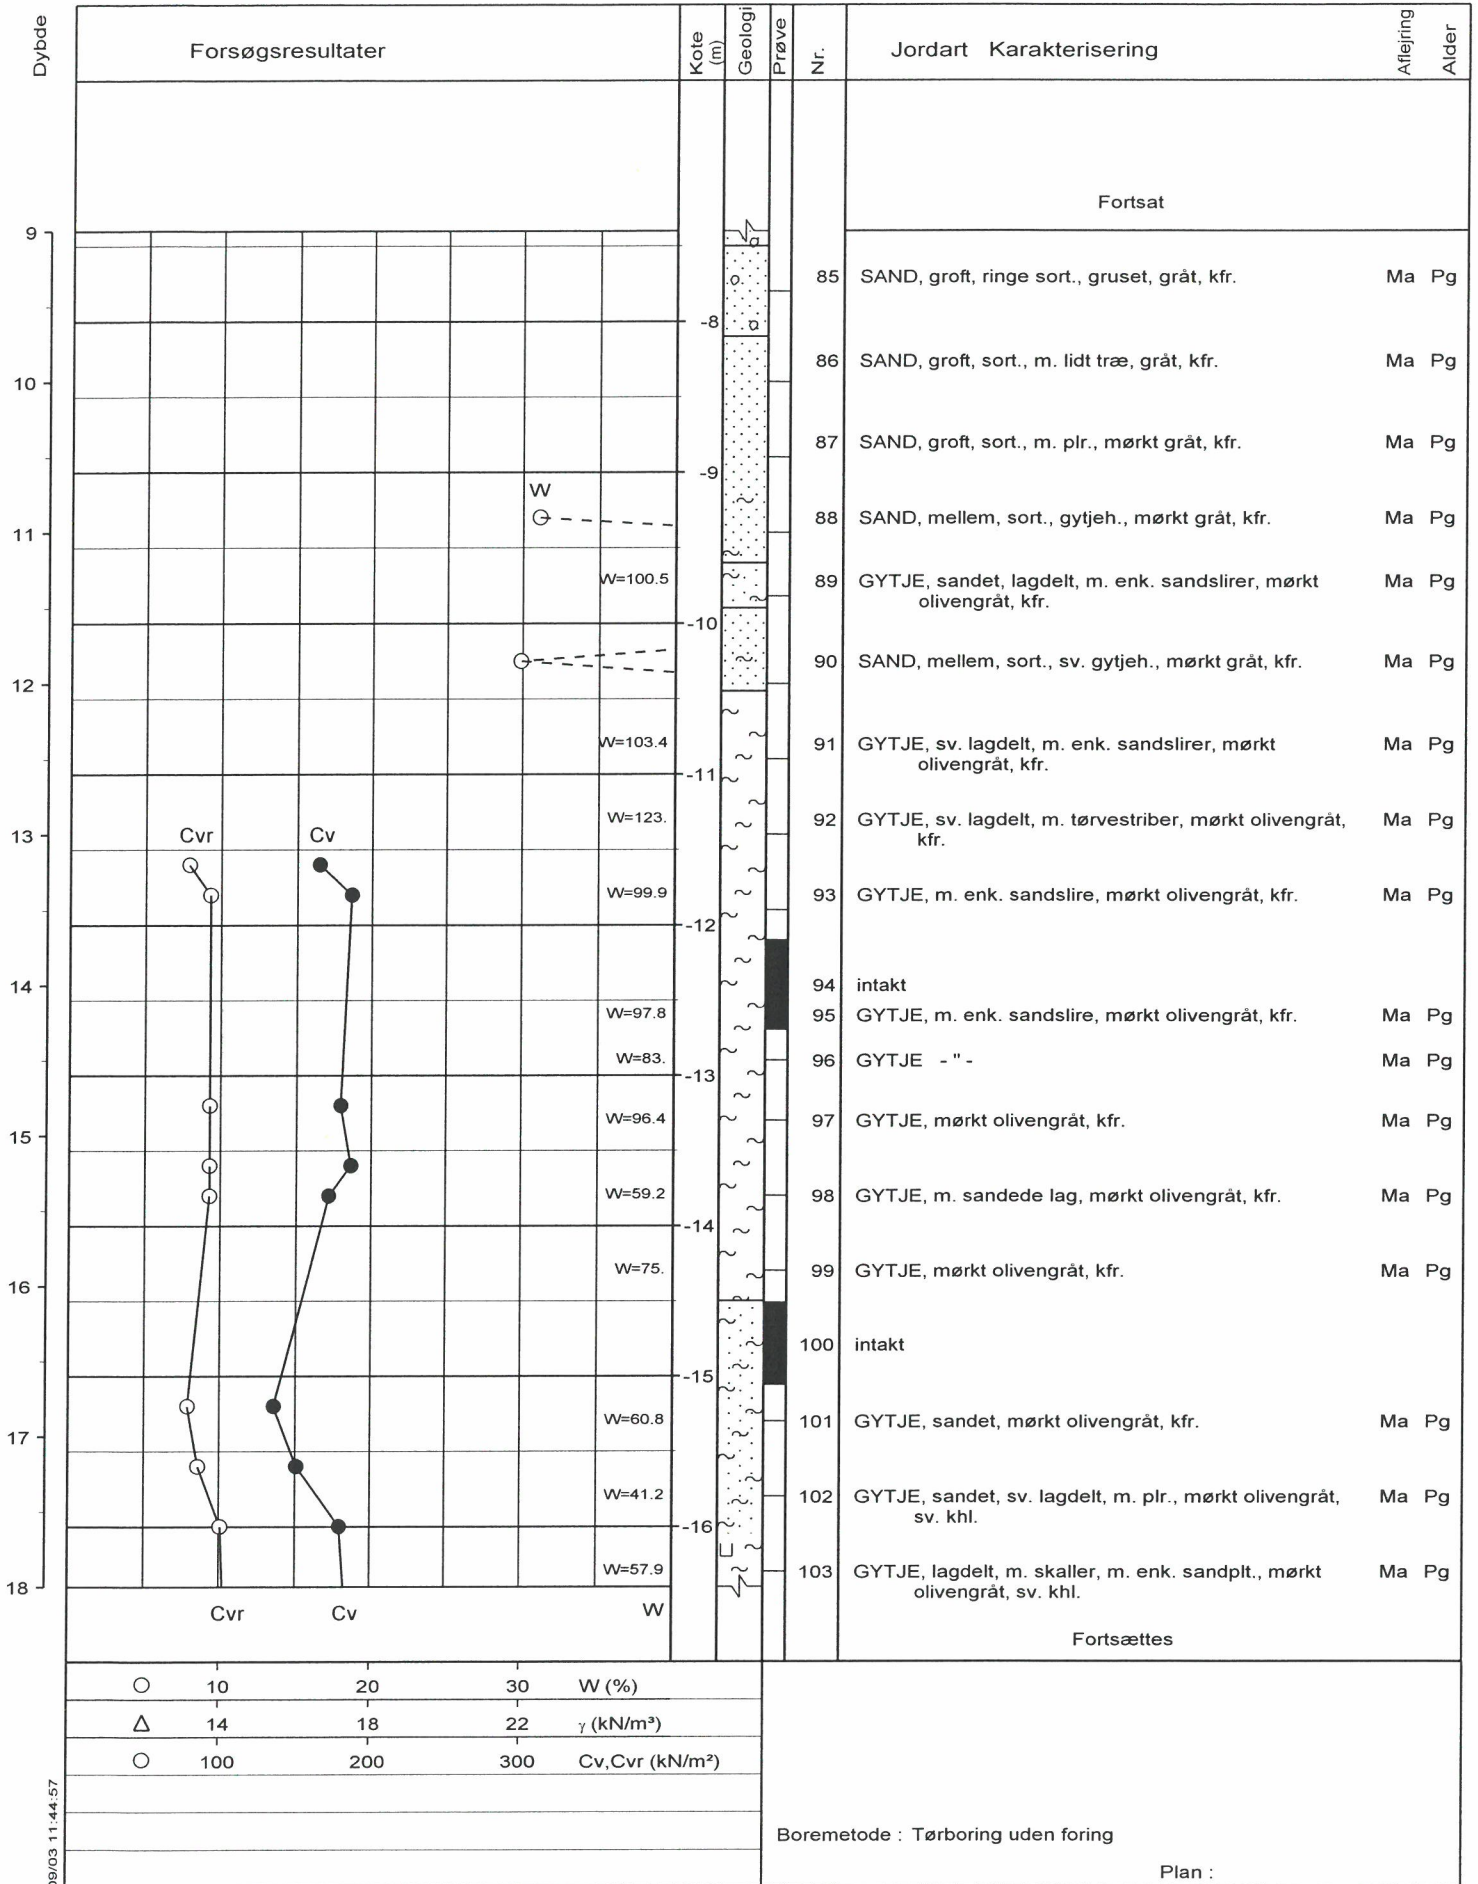 Dybde
Forsøgsresultater
Kote (m)
Geologi
Prøve
Nr.
Jordart Karakterisering
Aflejring
Alder
Fortsat
9
85 SAND, groft, ringe sort., gruset, gråt, kfr. Ma Pg
-8
86 SAND, groft, sort., m. lidt træ, gråt, kfr. Ma Pg
10
87 SAND, groft, sort., m. plr., mørkt gråt, kfr. Ma Pg
-9
W
88 SAND, mellem, sort., gytjeh., mørkt gråt, kfr. Ma Pg
11
W=100.5
89 GYTJE, sandet, lagdelt, m. enk. sandslirer, mørkt Ma Pg
olivengråt, kfr.
-10
90 SAND, mellem, sort., sv. gytjeh., mørkt gråt, kfr. Ma Pg
12
W=103.4
91 GYTJE, sv. lagdelt, m. enk. sandslirer, mørkt Ma Pg
olivengråt, kfr.
-11
W=123.
92 GYTJE, sv. lagdelt, m. tørvestriber, mørkt olivengråt, Ma Pg
kfr.
13
Cvr Cv
W=99.9
93 GYTJE, m. enk. sandslire, mørkt olivengråt, kfr. Ma Pg
-12
14
94 intakt
W=97.8
95 GYTJE, m. enk. sandslire, mørkt olivengråt, kfr. Ma Pg
W=83.
96 GYTJE - " - Ma Pg
-13
W=96.4
97 GYTJE, mørkt olivengråt, kfr. Ma Pg
15
W=59.2
98 GYTJE, m. sandede lag, mørkt olivengråt, kfr. Ma Pg
-14
W=75.
99 GYTJE, mørkt olivengråt, kfr. Ma Pg
16
100 intakt
-15
W=60.8
101 GYTJE, sandet, mørkt olivengråt, kfr. Ma Pg
17
W=41.2
102 GYTJE, sandet, sv. lagdelt, m. plr., mørkt olivengråt, Ma Pg
sv. khl.
-16
W=57.9
103 GYTJE, lagdelt, m. skaller, m. enk. sandplt., mørkt Ma Pg
olivengråt, sv. khl.
18
Cvr Cv W
Fortsættes
10 20 30 W (%)
14 18 22 γ (kN/m³)
100 200 300 Cv,Cvr (kN/m²)
09/03 11:44:57
Boremetode : Tørboring uden foring
Plan :